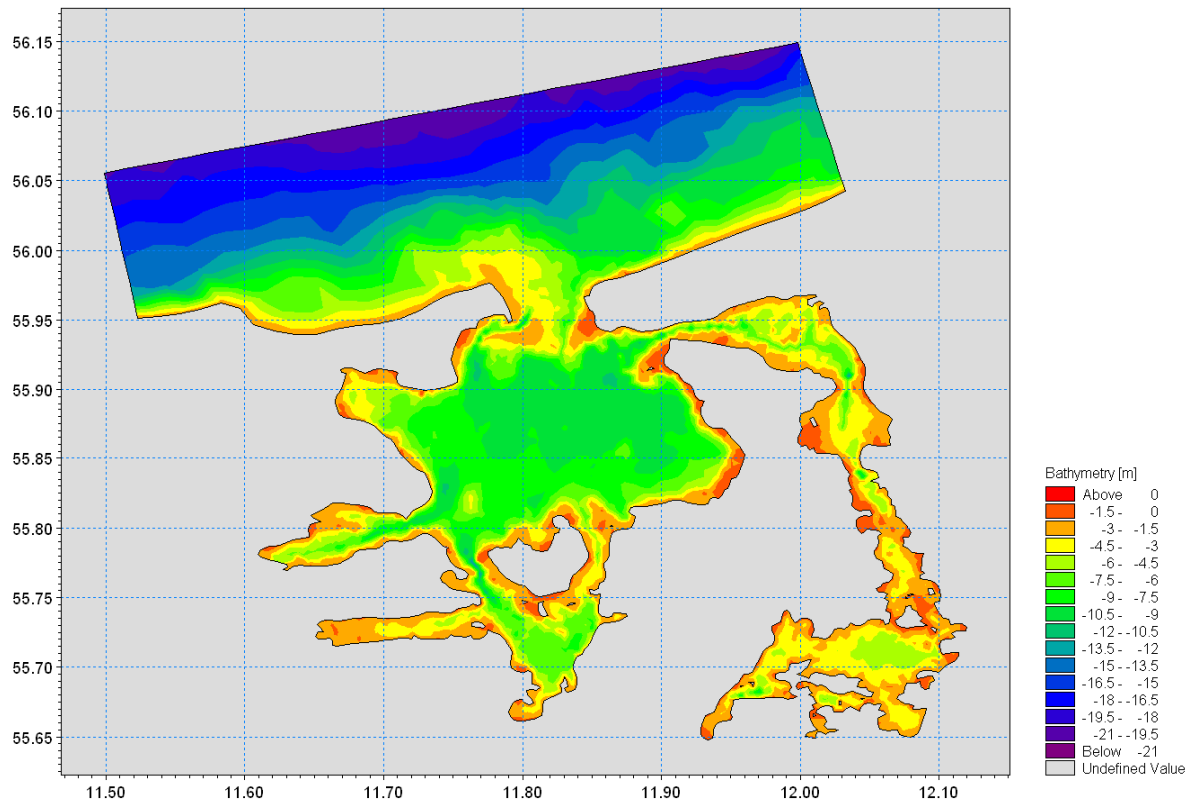 56.15
56.10
56.05
56.00
55.95
55.90
55.85
55.80
55.75
55.70
55.65
11.50 11.60 11.70 11.80 11.90 12.00 12.10
Bathymetry [m]
Above 0
-1.5 - 0
-3 - -1.5
-4.5 - -3
-6 - -4.5
-7.5 - -6
-9 - -7.5
-10.5 - -9
-12 - -10.5
-13.5 - -12
-15 - -13.5
-16.5 - -15
-18 - -16.5
-19.5 - -18
-21 - -19.5
Below -21
Undefined Value